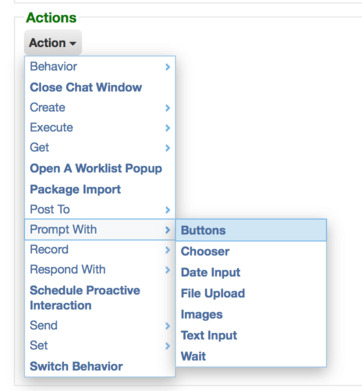 Actions
Action
Behavior
Close Chat Window
Create
Execute
Get
Open A Worklist Popup
Package Import
Post To
Prompt With
Record
Respond With
Schedule Proactive
Interaction
Send
Set
Switch Behavior
Buttons
Chooser
Date Input
File Upload
Images
Text Input
Wait